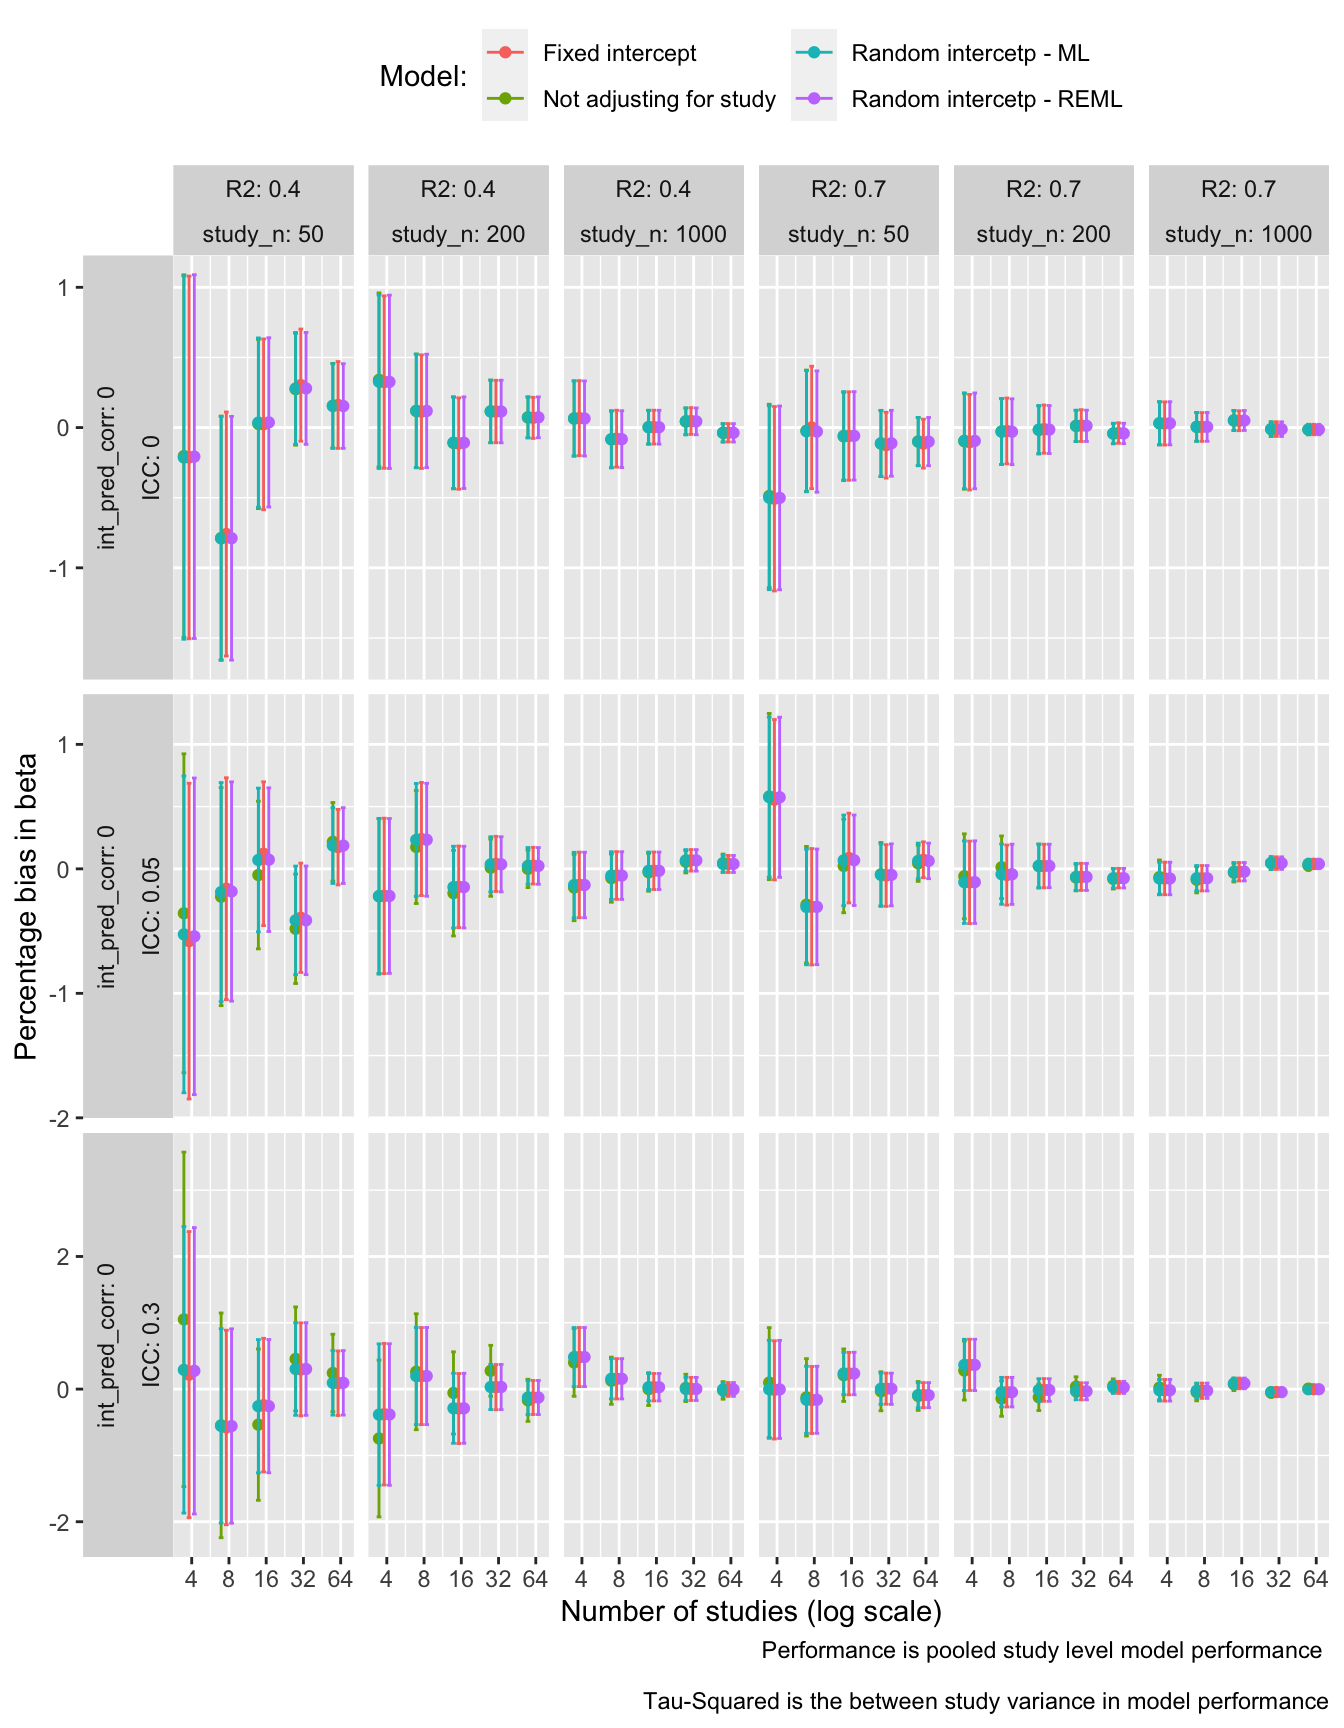 Model:
Fixed intercept
Random intercetp - ML
Not adjusting for study
Random intercetp - REML
R2: 0.4
R2: 0.4
R2: 0.4
R2: 0.7
R2: 0.7
R2: 0.7
study_n: 50
study_n: 200
study_n: 1000
study_n: 50
study_n: 200
study_n: 1000
Percentage bias in beta
int_pred_corr: 0
ICC: 0
1
0
-1
int_pred_corr: 0
ICC: 0.05
1
0
-1
-2
int_pred_corr: 0
ICC: 0.3
2
0
-2
4 8 16 32 64
4 8 16 32 64
4 8 16 32 64
4 8 16 32 64
4 8 16 32 64
4 8 16 32 64
Number of studies (log scale)
Performance is pooled study level model performance
Tau-Squared is the between study variance in model performance